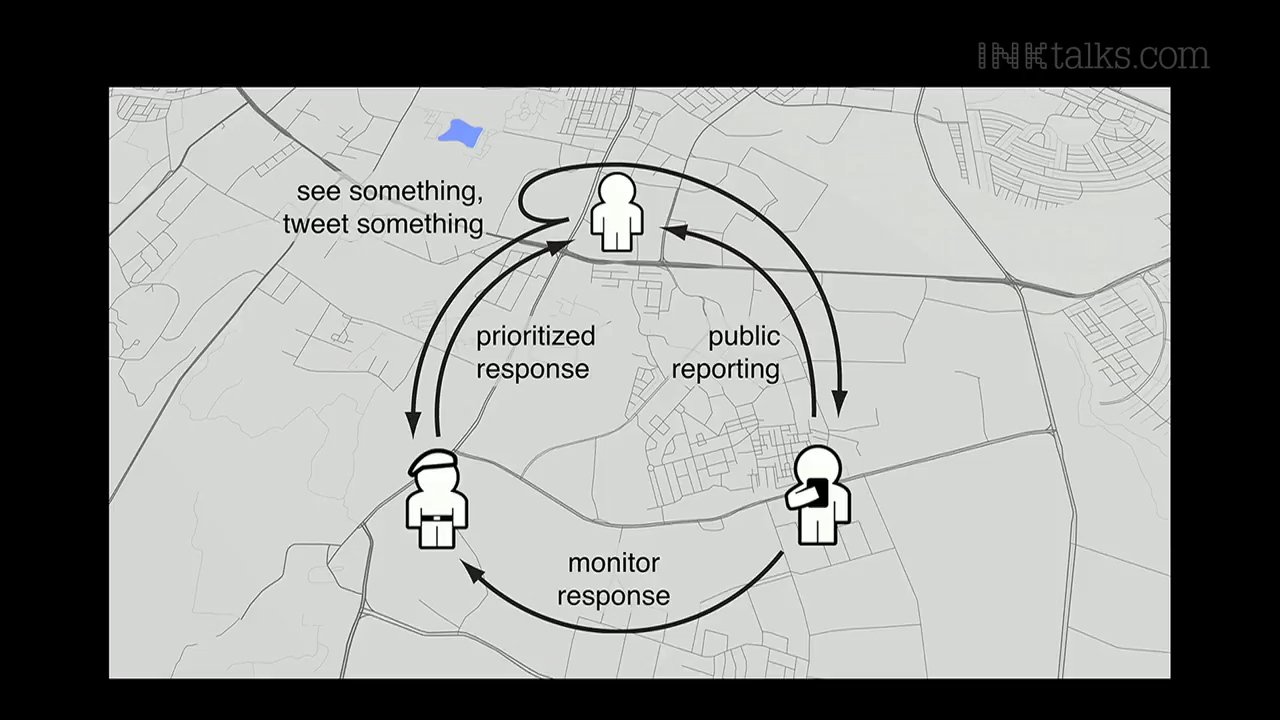 INKtalks.com
see something,
tweet something
prioritized
response
public
reporting
monitor
response